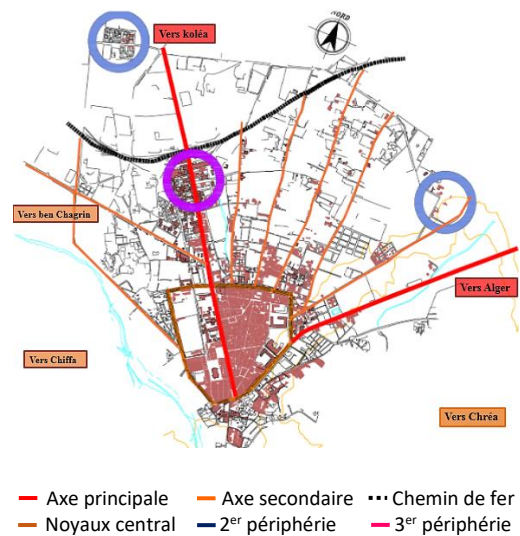 Vers koléa
NORD
Vers ben Chagrin
Vers Alger
Vers Chiffa
Vers Chréa
Axe principale
Axe secondaire
Chemin de fer
Noyaux central
2er périphérie
3er périphérie